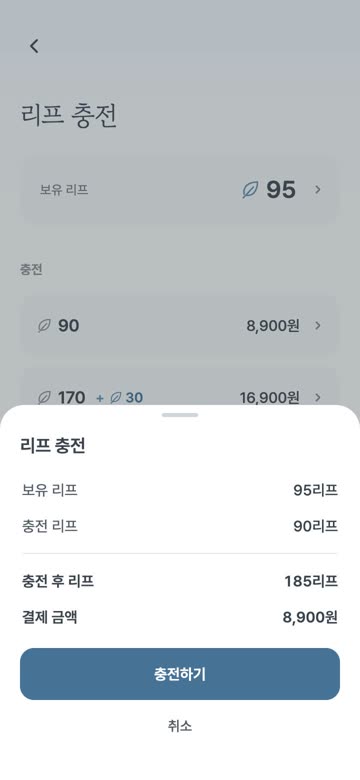 리프 충전
보유 리프 95
충전
90 8,900원
170 + 30 16,900원
리프 충전
보유 리프 95리프
충전 리프 90리프
충전 후 리프 185리프
결제 금액 8,900원
충전하기
취소